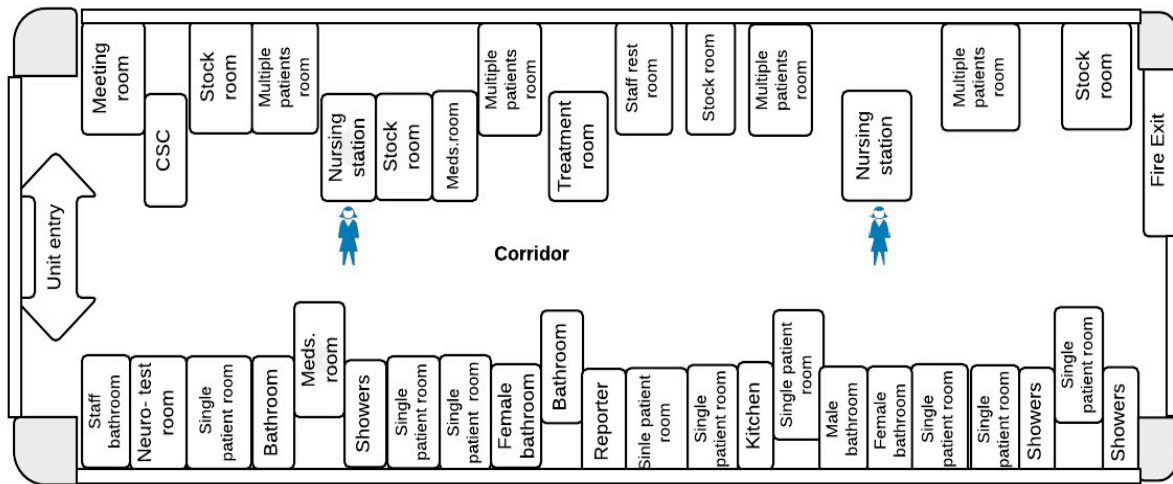 Meeting
room
CSC
Stock
room
Multiple
patients
room
Nursing
station
Stock
room
Meds.room
Multiple
patients
room
Treatment
room
Staff rest
room
Stock room
Multiple
patients
room
Nursing
station
Multiple
patients
room
Stock
room
Fire Exit
Unit entry
Corridor
Staff
bathroom
Neuro- test
room
Single
patient room
Bathroom
Meds.
room
Showers
Single
patient room
Single
patient room
Female
bathroom
Bathroom
Reporter
Sinle patient
room
Single
patient room
Kitchen
Single patient
room
Male
bathroom
Female
bathroom
Single
patient room
Single
patient room
Showers
Single
patient room
Showers